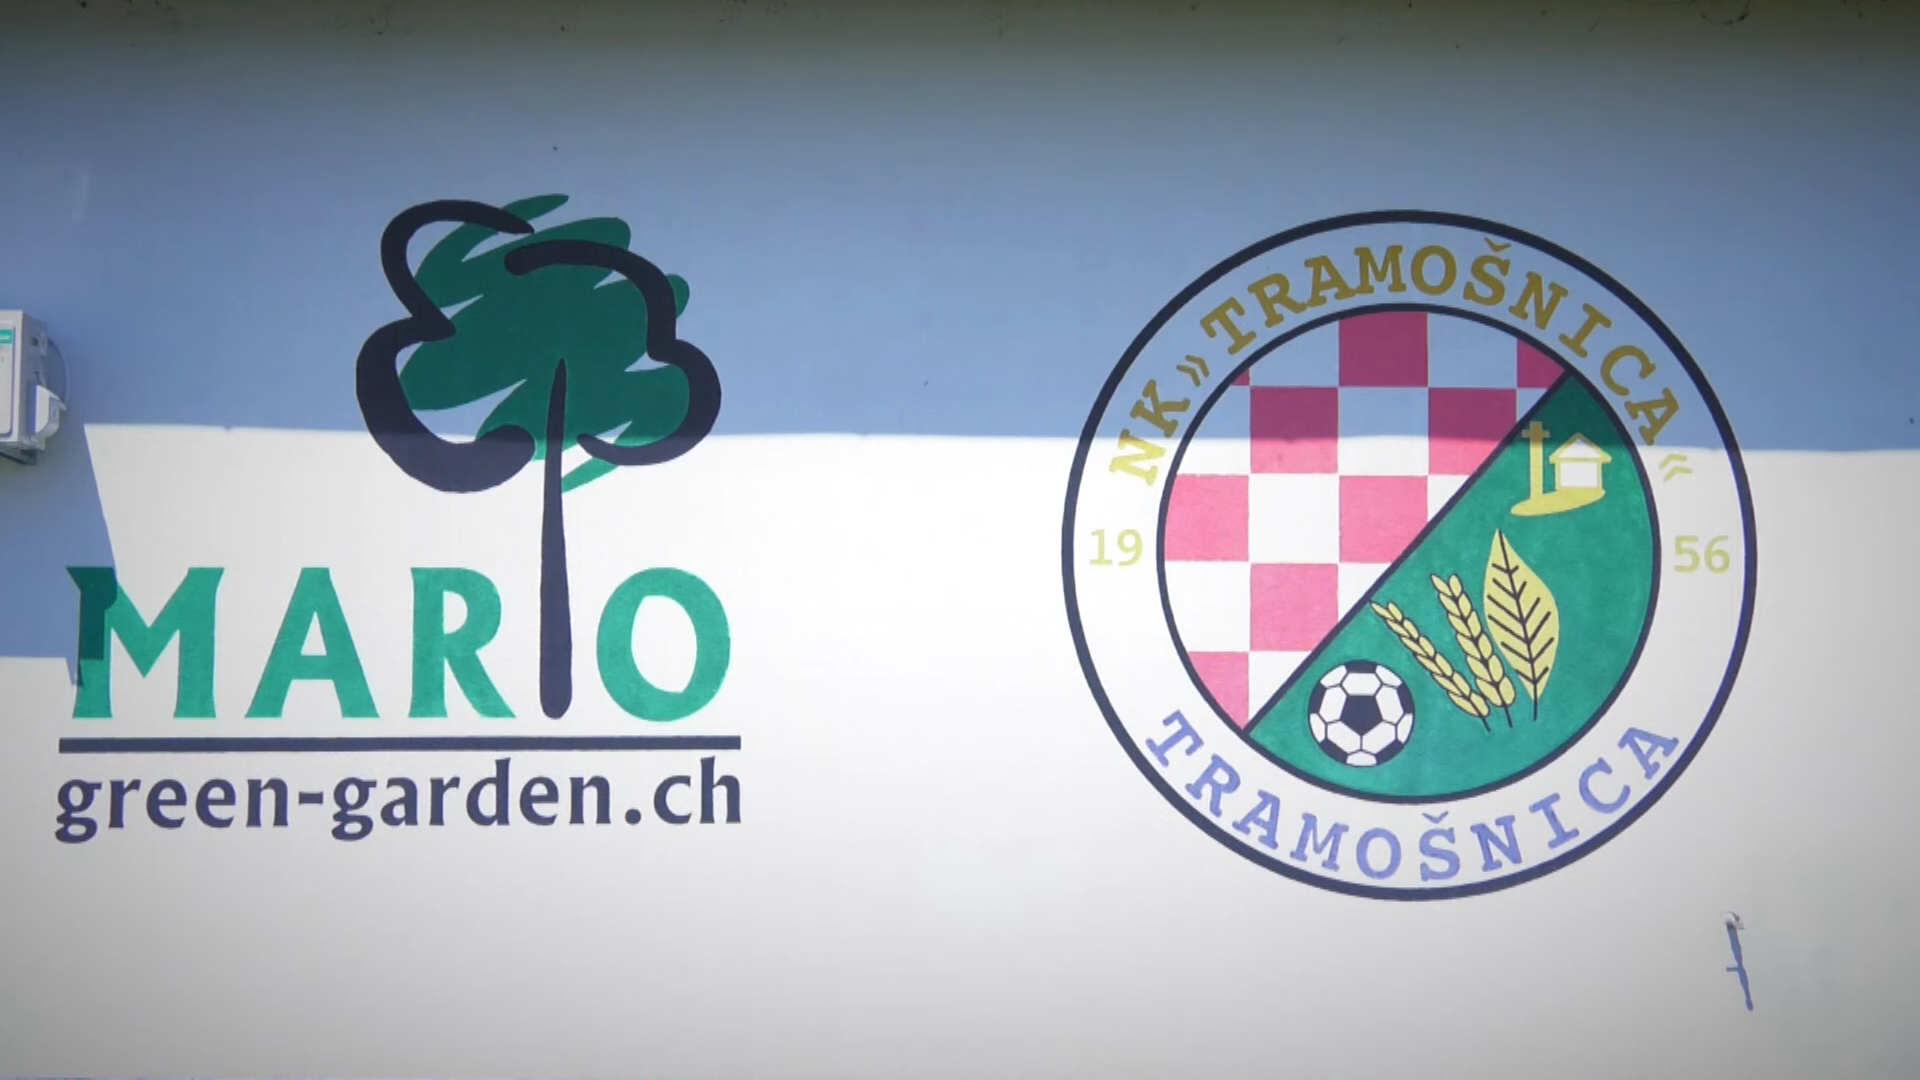 MARIO
green-garden.ch
NK »TRAMOŠNICA«
19 56
TRAMOŠNICA